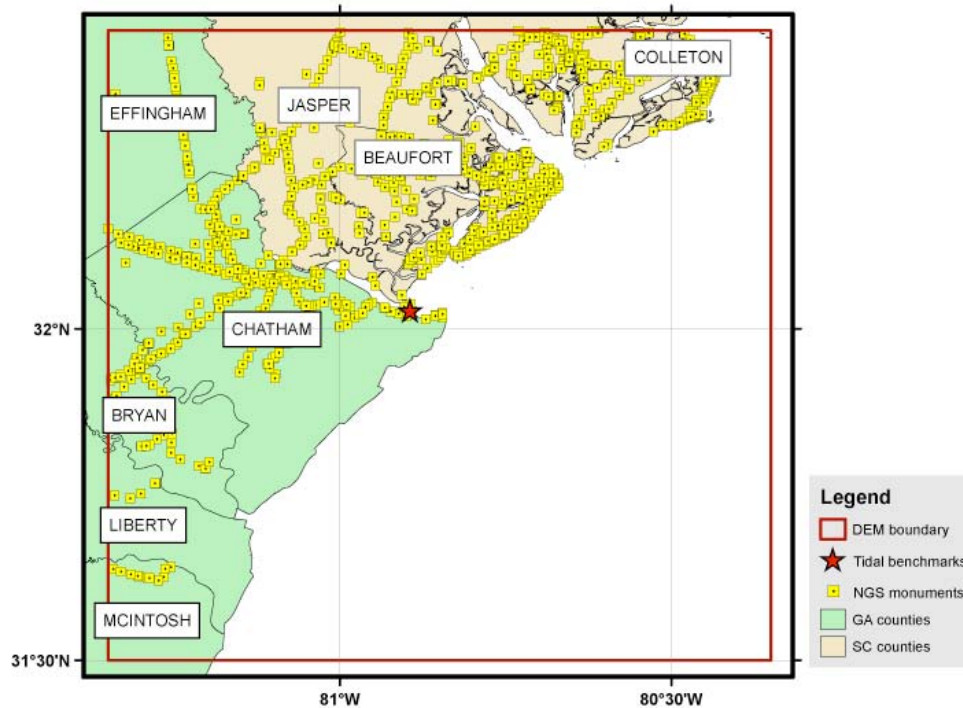 COLLETON
EFFINGHAM
JASPER
BEAUFORT
32°N
CHATHAM
BRYAN
LIBERTY
MCINTOSH
31°30'N
81°W
80°30'W
Legend
DEM boundary
Tidal benchmarks
NGS monuments
GA counties
SC counties